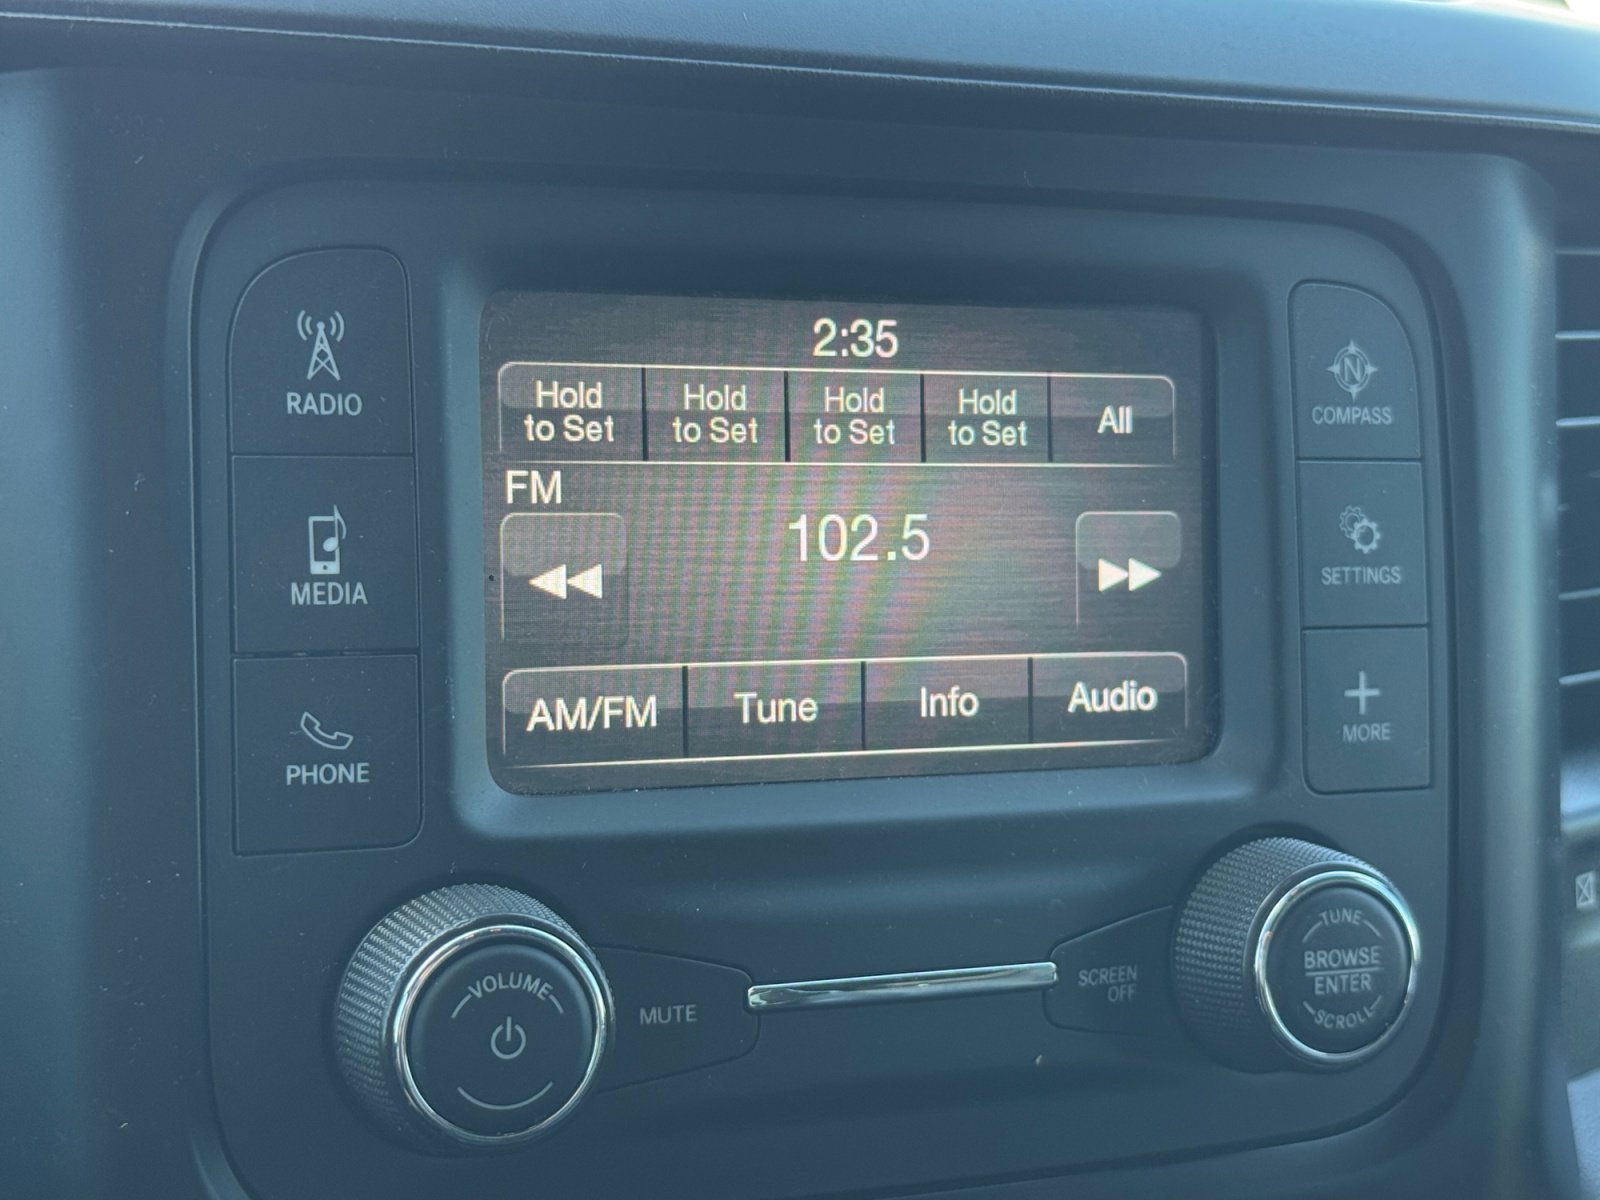 2:35
Hold to Set
Hold to Set
Hold to Set
Hold to Set
All
FM
102.5
AM/FM
Tune
Info
Audio
RADIO
MEDIA
PHONE
N
COMPASS
SETTINGS
MORE
VOLUME
MUTE
SCREEN
OFF
TUNE
BROWSE
ENTER
SCROLL